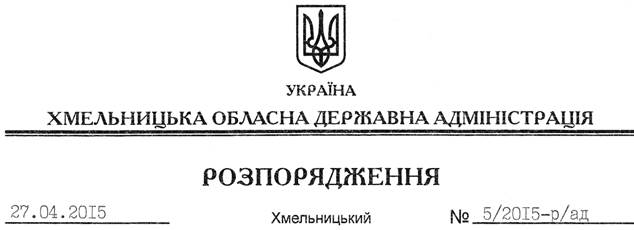 УКРАЇНА
ХМЕЛЬНИЦЬКА ОБЛАСНА ДЕРЖАВНА АДМІНІСТРАЦІЯ
РОЗПОРЯДЖЕННЯ
27.04.2015 Хмельницький № 5/2015-р/ад